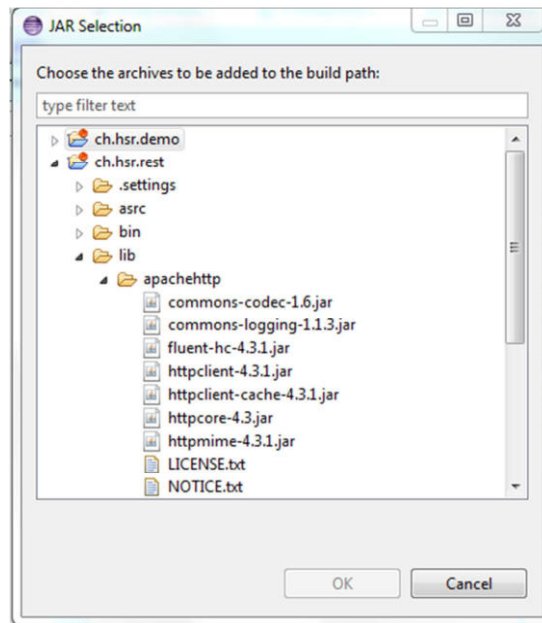 JAR Selection
Choose the archives to be added to the build path:
type filter text
ch.hsr.demo
ch.hsr.rest
.settings
asrc
bin
lib
apachehttp
commons-codec-1.6.jar
commons-logging-1.1.3.jar
fluent-hc-4.3.1.jar
httpclient-4.3.1.jar
httpclient-cache-4.3.1.jar
httpcore-4.3.jar
httpmime-4.3.1.jar
LICENSE.txt
NOTICE.txt
OK
Cancel